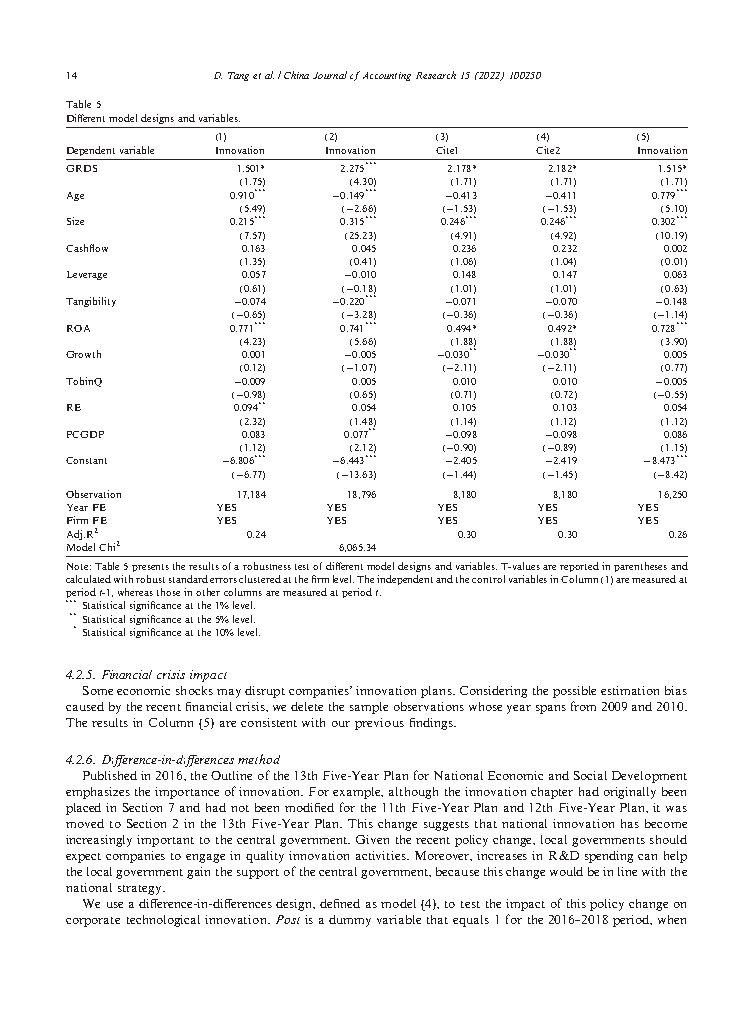 14 D. Tang et al. / China Journal of Accounting Research 15 (2022) 100250
Table 5
Different model designs and variables.
(1) (2) (3) (4) (5)
Dependent variable Innovation Innovation Cite1 Cite2 Innovation
GRDS 1.501* 2.275*** 2.178* 2.182* 1.515*
(1.75) (4.30) (1.71) (1.71) (1.71)
Age 0.910*** −0.149*** −0.413 −0.411 0.779***
(5.49) (−2.66) (−1.53) (−1.53) (5.10)
Size 0.215*** 0.315*** 0.246*** 0.246*** 0.302***
(7.57) (25.23) (4.91) (4.92) (10.19)
Cashflow 0.163 0.045 0.236 0.232 0.002
(1.35) (0.41) (1.06) (1.04) (0.01)
Leverage 0.057 −0.010 0.148 0.147 0.063
(0.61) (−0.18) (1.01) (1.01) (0.63)
Tangibility −0.074 −0.220*** −0.071 −0.070 −0.148
(−0.65) (−3.28) (−0.36) (−0.36) (−1.14)
ROA 0.771*** 0.741*** 0.494* 0.492* 0.728***
(4.23) (5.66) (1.88) (1.88) (3.90)
Growth 0.001 −0.005 −0.030** −0.030** 0.005
(0.12) (−1.07) (−2.11) (−2.11) (0.77)
TobinQ −0.009 0.005 0.010 0.010 −0.005
(−0.98) (0.65) (0.71) (0.72) (−0.55)
RE 0.094** 0.054 0.105 0.103 0.054
(2.32) (1.48) (1.14) (1.12) (1.12)
PCGDP 0.083 0.077** −0.098 −0.098 0.086
(1.12) (2.12) (−0.90) (−0.89) (1.15)
Constant −6.806*** −6.443*** −2.405 −2.419 −8.473***
(−6.77) (−13.63) (−1.44) (−1.45) (−8.42)
Observation 17,184 18,796 8,180 8,180 16,250
Year FE YES YES YES YES YES
Firm FE YES YES YES YES YES
Adj.R² 0.24 0.30 0.30 0.26
Model Chi² 6,065.34
Note: Table 5 presents the results of a robustness test of different model designs and variables. T-values are reported in parentheses and
calculated with robust standard errors clustered at the firm level. The independent and the control variables in Column (1) are measured at
period t-1, whereas those in other columns are measured at period t.
*** Statistical significance at the 1% level.
** Statistical significance at the 5% level.
* Statistical significance at the 10% level.
4.2.5. Financial crisis impact
Some economic shocks may disrupt companies' innovation plans. Considering the possible estimation bias
caused by the recent financial crisis, we delete the sample observations whose year spans from 2009 and 2010.
The results in Column (5) are consistent with our previous findings.
4.2.6. Difference-in-differences method
Published in 2016, the Outline of the 13th Five-Year Plan for National Economic and Social Development
emphasizes the importance of innovation. For example, although the innovation chapter had originally been
placed in Section 7 and had not been modified for the 11th Five-Year Plan and 12th Five-Year Plan, it was
moved to Section 2 in the 13th Five-Year Plan. This change suggests that national innovation has become
increasingly important to the central government. Given the recent policy change, local governments should
expect companies to engage in quality innovation activities. Moreover, increases in R&D spending can help
the local government gain the support of the central government, because this change would be in line with the
national strategy.
We use a difference-in-differences design, defined as model (4), to test the impact of this policy change on
corporate technological innovation. Post is a dummy variable that equals 1 for the 2016–2018 period, when